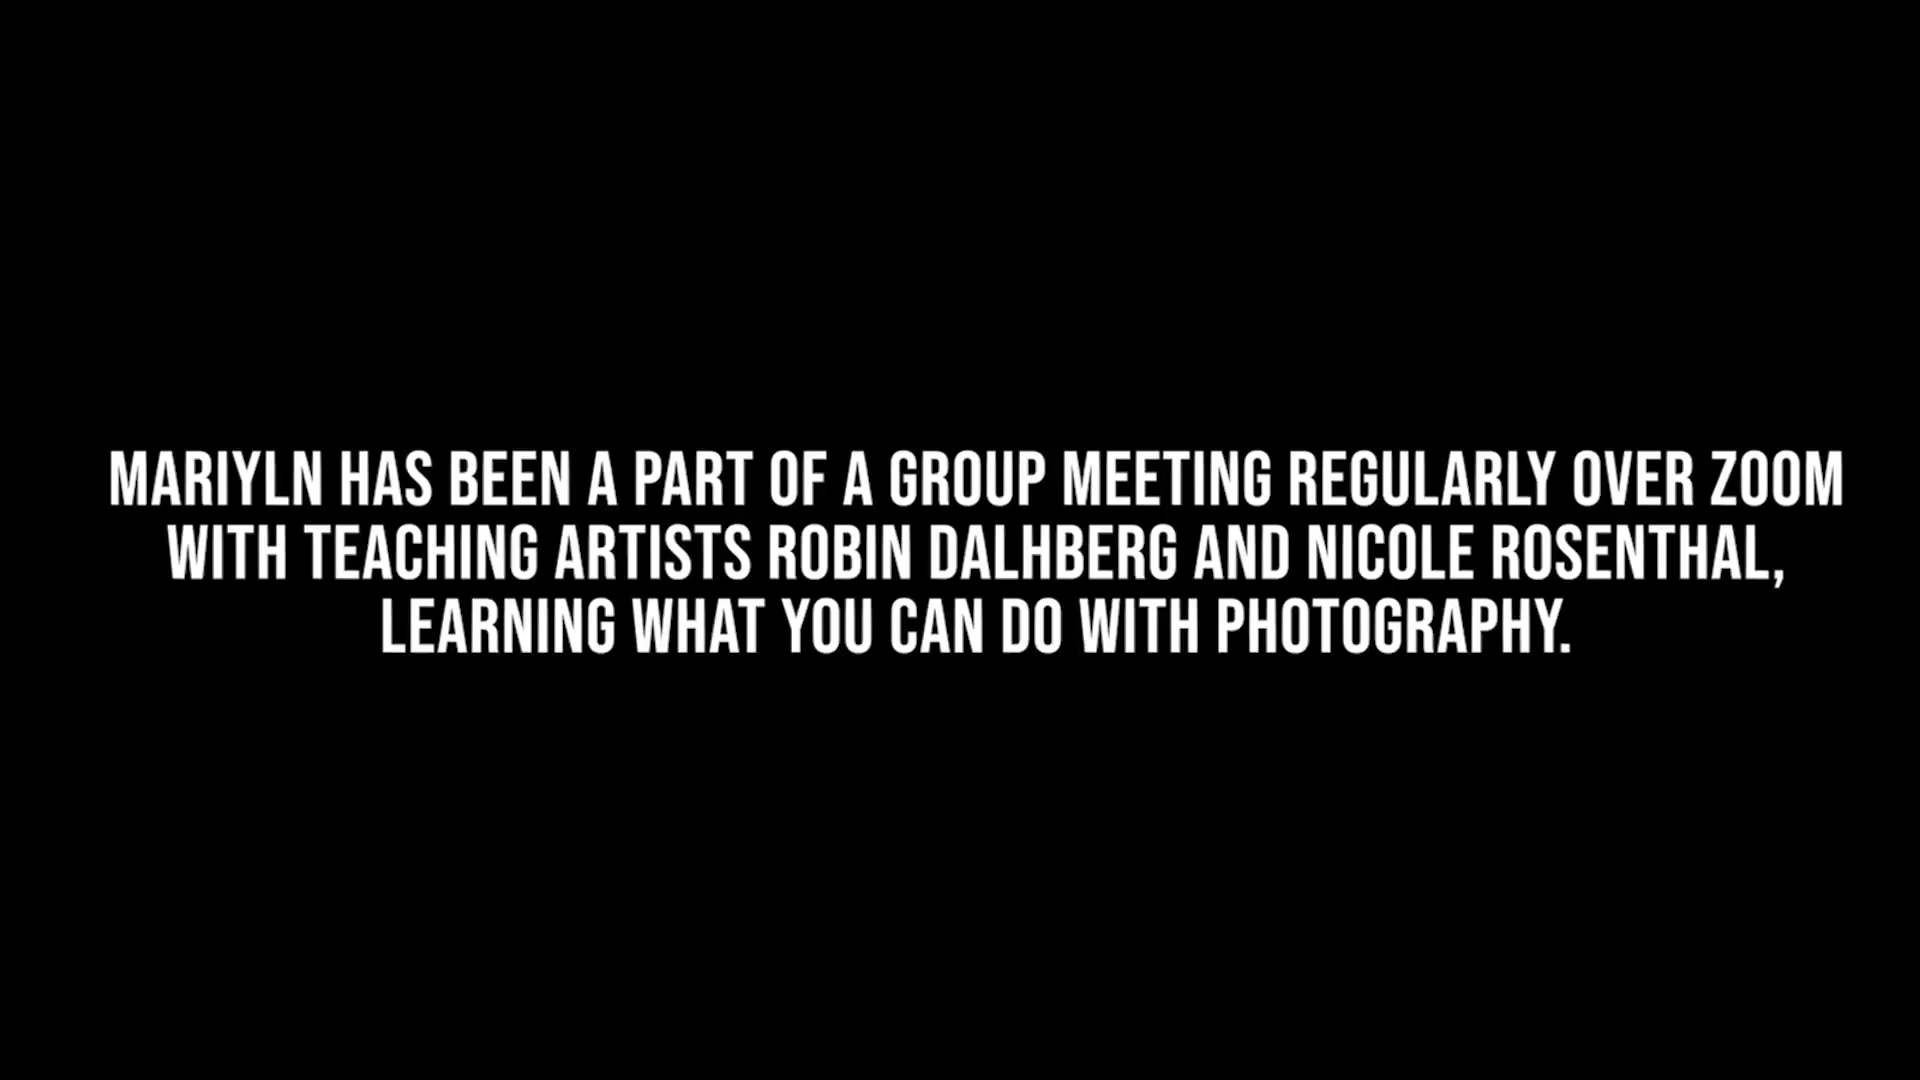 MARIYLN HAS BEEN A PART OF A GROUP MEETING REGULARLY OVER ZOOM
WITH TEACHING ARTISTS ROBIN DALHBERG AND NICOLE ROSENTHAL,
LEARNING WHAT YOU CAN DO WITH PHOTOGRAPHY.